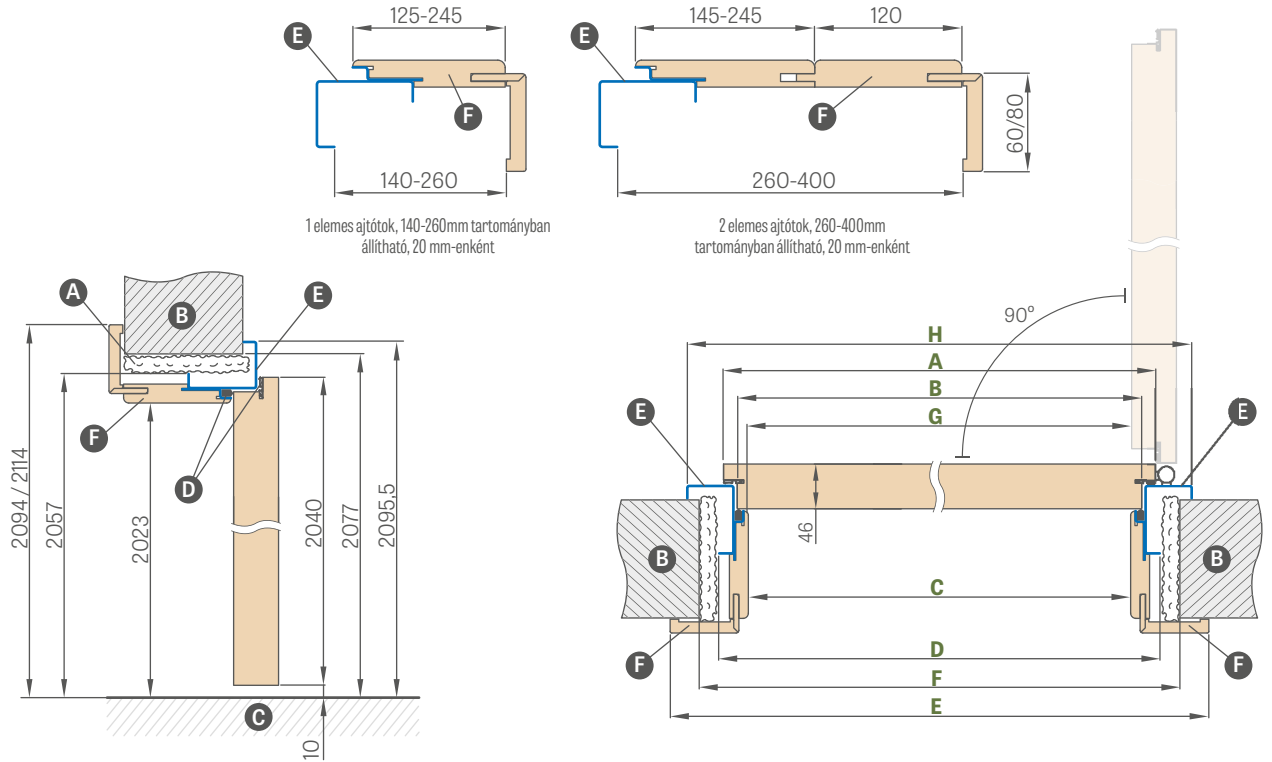 125-245
E
F
140-260
1 elemes ajtótok, 140-260mm tartományban
állítható, 20 mm-enként
145-245
120
E
F
60/80
260-400
2 elemes ajtótok, 260-400mm
tartományban állítható, 20 mm-enként
A
B
E
F
D
2094 / 2114
2057
2023
2040
2077
2095,5
C
10
90°
H
A
B
G
E
E
46
B
B
C
F
F
D
F
E